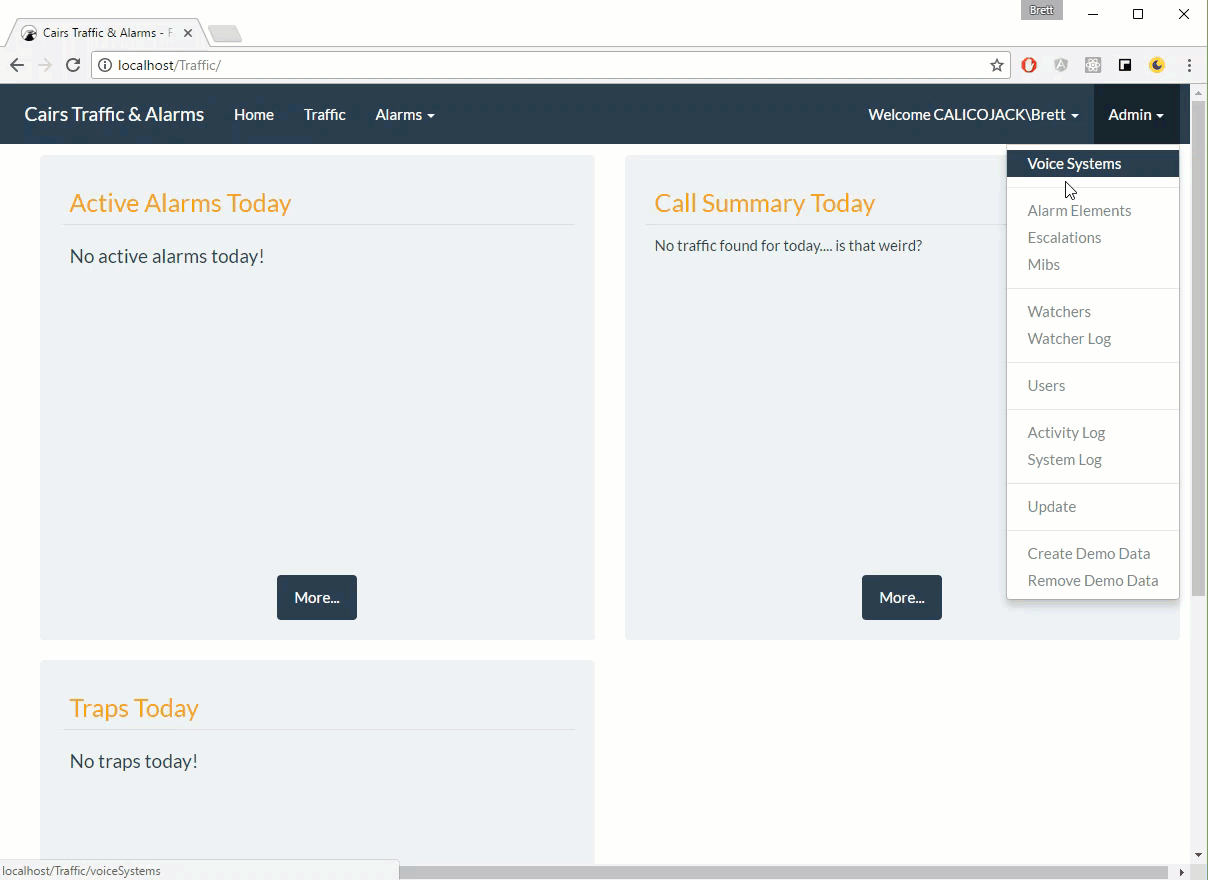 Brett
Cairs Traffic & Alarms - F
localhost/Traffic/
Cairs Traffic & Alarms
Home
Traffic
Alarms
Welcome CALICOJACK\Brett
Admin
Voice Systems
Alarm Elements
Escalations
Mibs
Watchers
Watcher Log
Users
Activity Log
System Log
Update
Create Demo Data
Remove Demo Data
Active Alarms Today
No active alarms today!
More...
Call Summary Today
No traffic found for today.... is that weird?
More...
Traps Today
No traps today!
localhost/Traffic/voiceSystems